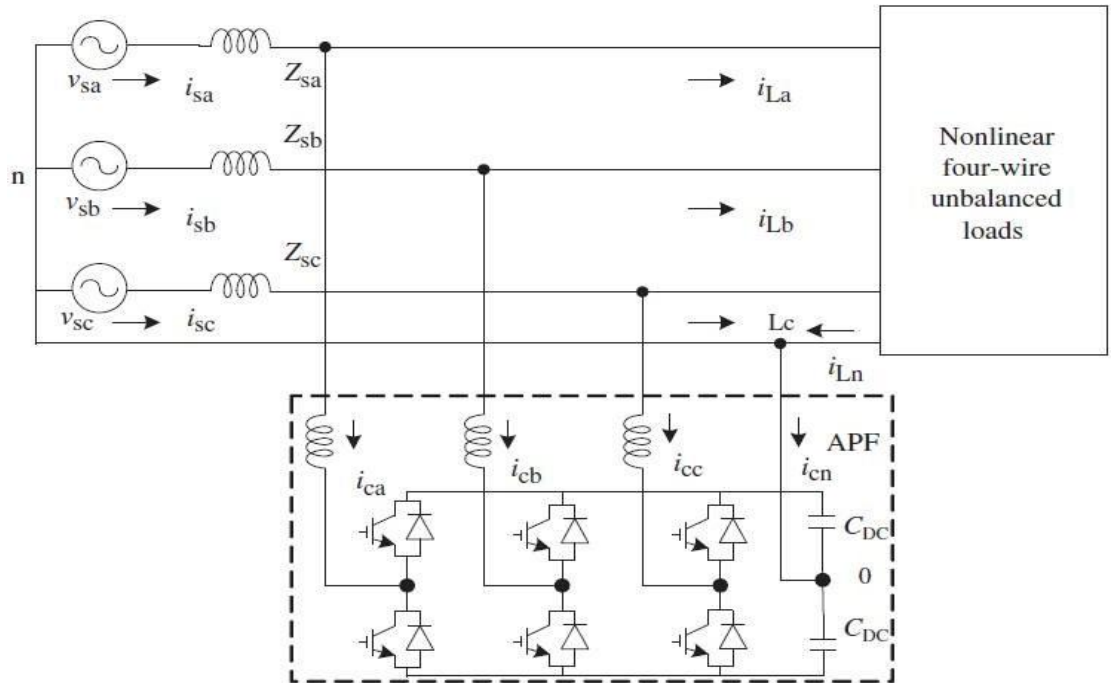 v_sa
i_sa
Z_sa
i_La
Z_sb
n
v_sb
i_sb
i_Lb
Nonlinear
four-wire
unbalanced
loads
Z_sc
v_sc
i_sc
Lc
i_Ln
APF
i_ca
i_cb
i_cc
i_cn
C_DC
0
C_DC